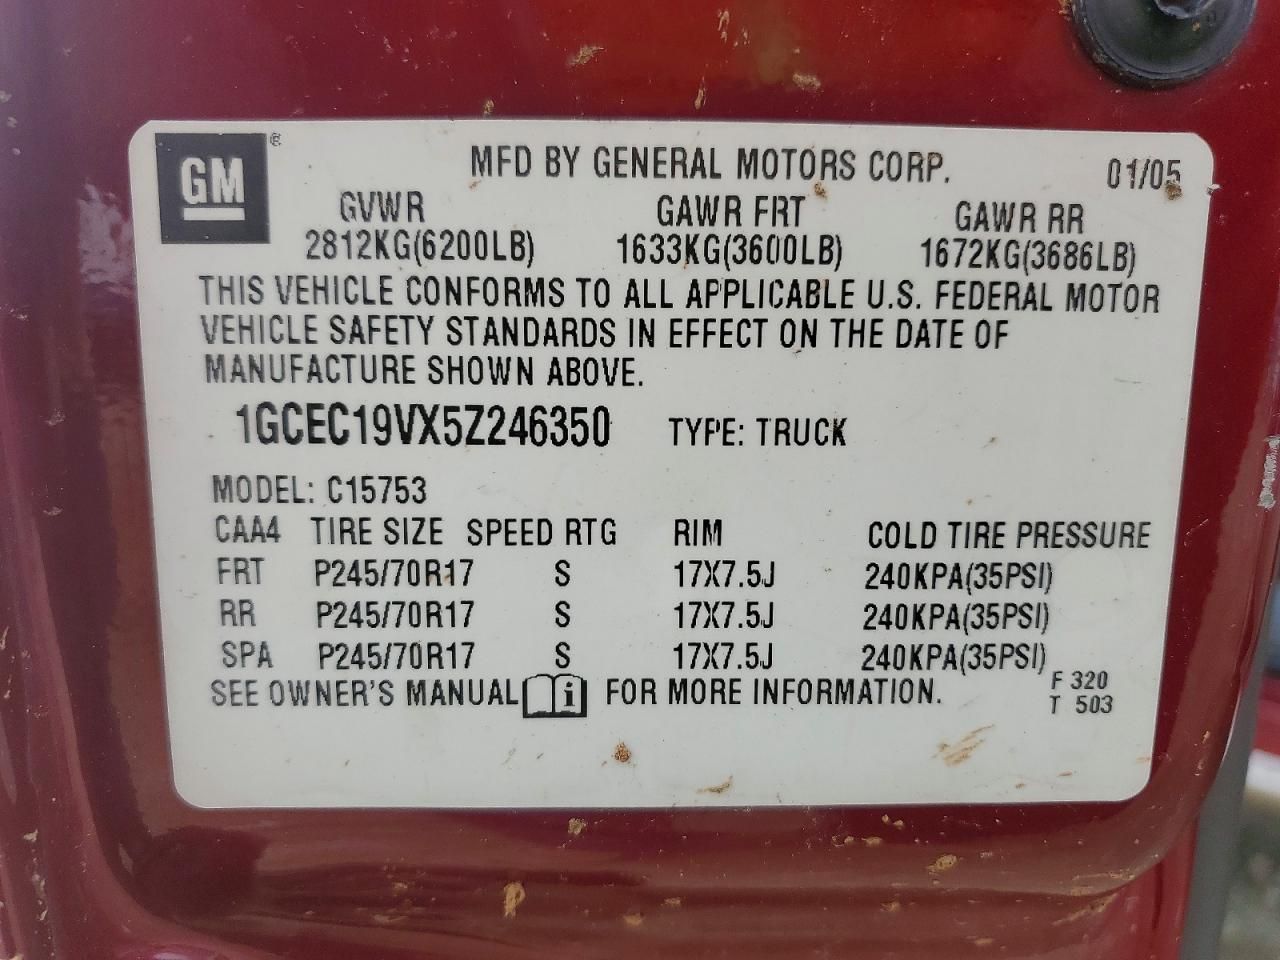 GM ®
MFD BY GENERAL MOTORS CORP. 01/05
GVWR GAWR FRT GAWR RR
2812KG(6200LB) 1633KG(3600LB) 1672KG(3686LB)
THIS VEHICLE CONFORMS TO ALL APPLICABLE U.S. FEDERAL MOTOR
VEHICLE SAFETY STANDARDS IN EFFECT ON THE DATE OF
MANUFACTURE SHOWN ABOVE.
1GCEC19VX5Z246350 TYPE: TRUCK
MODEL: C15753
CAA4 TIRE SIZE SPEED RTG RIM COLD TIRE PRESSURE
FRT P245/70R17 S 17X7.5J 240KPA(35PSI)
RR P245/70R17 S 17X7.5J 240KPA(35PSI)
SPA P245/70R17 S 17X7.5J 240KPA(35PSI)
SEE OWNER'S MANUAL i FOR MORE INFORMATION.
F 320
T 503